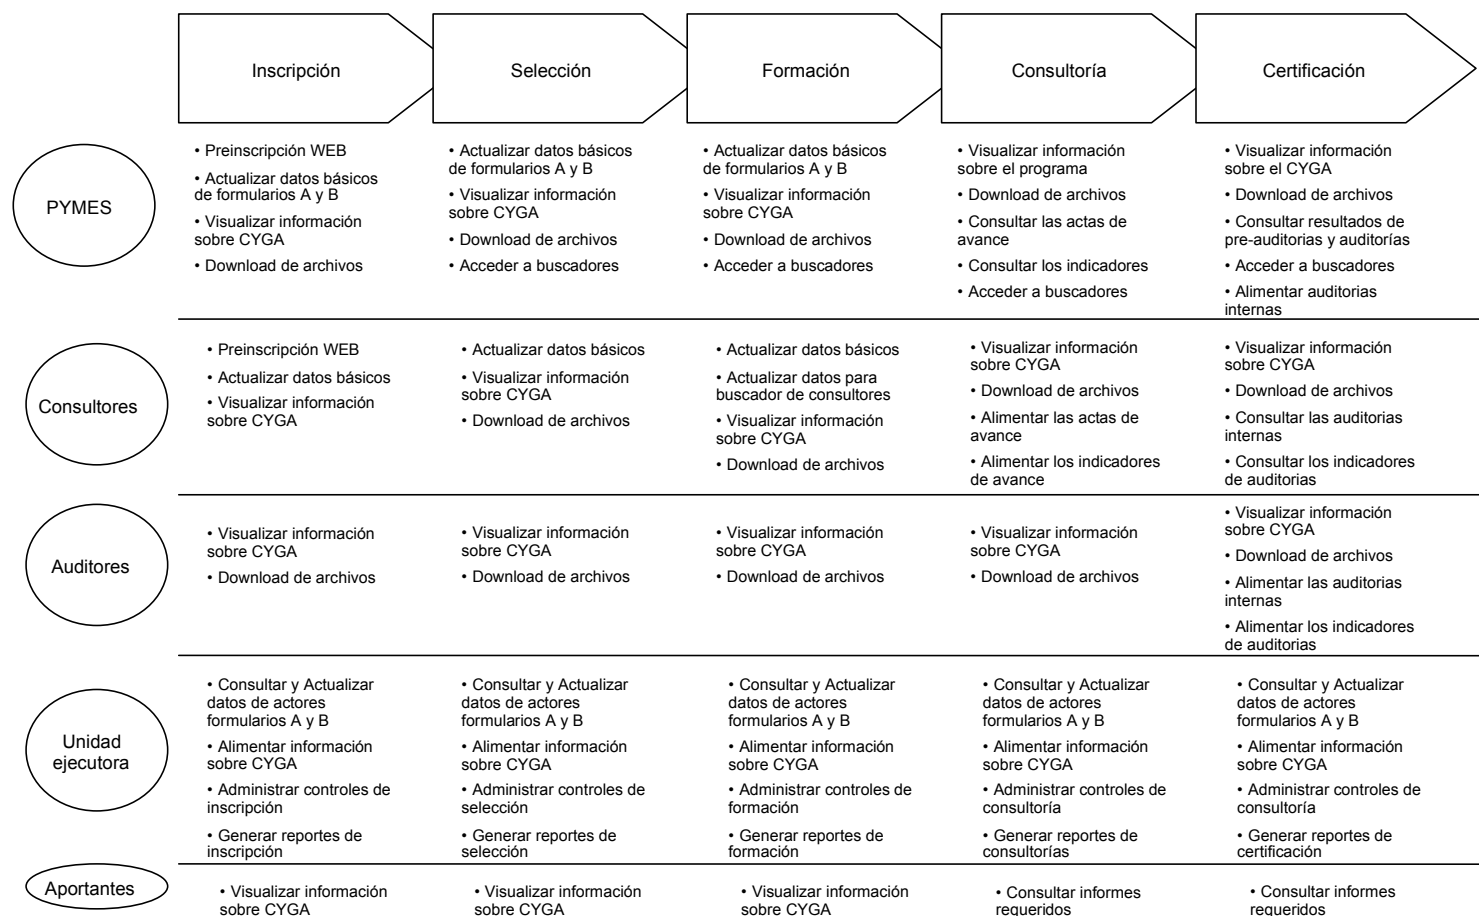 Inscripción
Selección
Formación
Consultoría
Certificación
PYMES
• Preinscripción WEB
• Actualizar datos básicos
de formularios A y B
• Visualizar información
sobre CYGA
• Download de archivos
• Actualizar datos básicos
de formularios A y B
• Visualizar información
sobre CYGA
• Download de archivos
• Acceder a buscadores
• Actualizar datos básicos
de formularios A y B
• Visualizar información
sobre CYGA
• Download de archivos
• Acceder a buscadores
• Visualizar información
sobre el programa
• Download de archivos
• Consultar las actas de
avance
• Consultar los indicadores
• Acceder a buscadores
• Visualizar información
sobre el CYGA
• Download de archivos
• Consultar resultados de
pre-auditorias y auditorías
• Acceder a buscadores
• Alimentar auditorias
internas
Consultores
• Preinscripción WEB
• Actualizar datos básicos
• Visualizar información
sobre CYGA
• Actualizar datos básicos
• Visualizar información
sobre CYGA
• Download de archivos
• Actualizar datos básicos
• Actualizar datos para
buscador de consultores
• Visualizar información
sobre CYGA
• Download de archivos
• Visualizar información
sobre CYGA
• Download de archivos
• Alimentar las actas de
avance
• Alimentar los indicadores
de avance
• Visualizar información
sobre CYGA
• Download de archivos
• Consultar las auditorias
internas
• Consultar los indicadores
de auditorias
Auditores
• Visualizar información
sobre CYGA
• Download de archivos
• Visualizar información
sobre CYGA
• Download de archivos
• Visualizar información
sobre CYGA
• Download de archivos
• Visualizar información
sobre CYGA
• Download de archivos
• Visualizar información
sobre CYGA
• Download de archivos
• Alimentar las auditorias
internas
• Alimentar los indicadores
de auditorias
Unidad
ejecutora
• Consultar y Actualizar
datos de actores
formularios A y B
• Alimentar información
sobre CYGA
• Administrar controles de
inscripción
• Generar reportes de
inscripción
• Consultar y Actualizar
datos de actores
formularios A y B
• Alimentar información
sobre CYGA
• Administrar controles de
selección
• Generar reportes de
selección
• Consultar y Actualizar
datos de actores
formularios A y B
• Alimentar información
sobre CYGA
• Administrar controles de
formación
• Generar reportes de
formación
• Consultar y Actualizar
datos de actores
formularios A y B
• Alimentar información
sobre CYGA
• Administrar controles de
consultoría
• Generar reportes de
consultorías
• Consultar y Actualizar
datos de actores
formularios A y B
• Alimentar información
sobre CYGA
• Administrar controles de
consultoría
• Generar reportes de
certificación
Aportantes
• Visualizar información
sobre CYGA
• Visualizar información
sobre CYGA
• Visualizar información
sobre CYGA
• Consultar informes
requeridos
• Consultar informes
requeridos